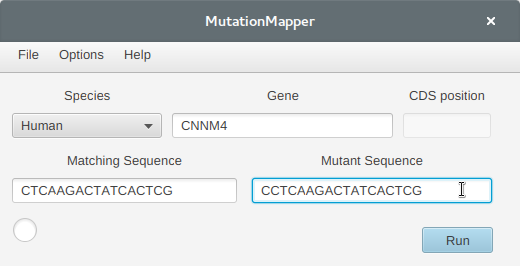 MutationMapper ×
File Options Help
Species Gene CDS position
Human CNNM4
Matching Sequence Mutant Sequence
CTCAAGACTATCACTCG CCTCAAGACTATCACTCG
Run